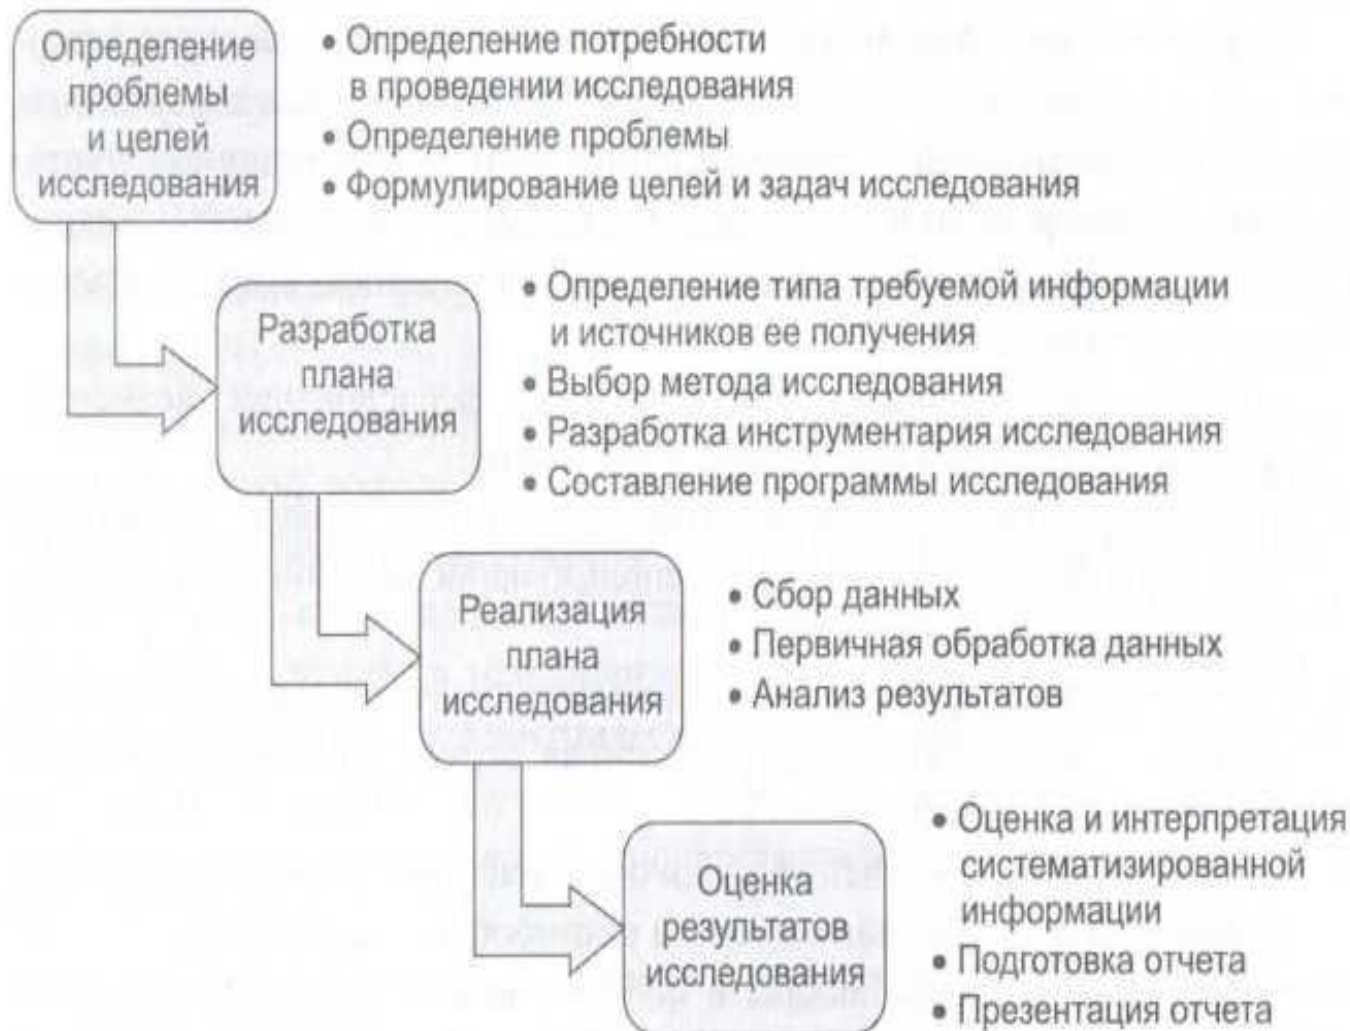 Определение
проблемы
и целей
исследования
• Определение потребности
в проведении исследования
• Определение проблемы
• Формулирование целей и задач исследования
Разработка
плана
исследования
• Определение типа требуемой информации
и источников ее получения
• Выбор метода исследования
• Разработка инструментария исследования
• Составление программы исследования
Реализация
плана
исследования
• Сбор данных
• Первичная обработка данных
• Анализ результатов
Оценка
результатов
исследования
• Оценка и интерпретация
систематизированной
информации
• Подготовка отчета
• Презентация отчета